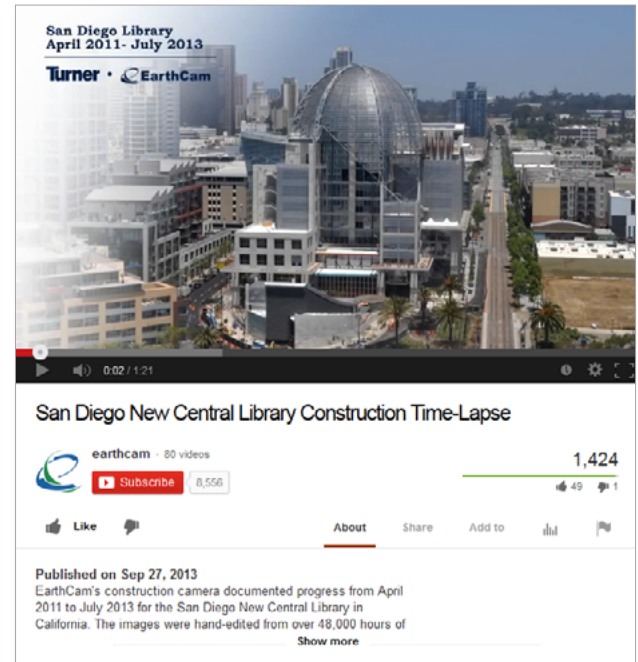 San Diego Library
April 2011- July 2013
Turner • EarthCam
0:02 / 1:21
San Diego New Central Library Construction Time-Lapse
earthcam · 80 videos
Subscribe 8,556
1,424
49 1
Like
About Share Add to
Published on Sep 27, 2013
EarthCam's construction camera documented progress from April
2011 to July 2013 for the San Diego New Central Library in
California. The images were hand-edited from over 48,000 hours of
Show more